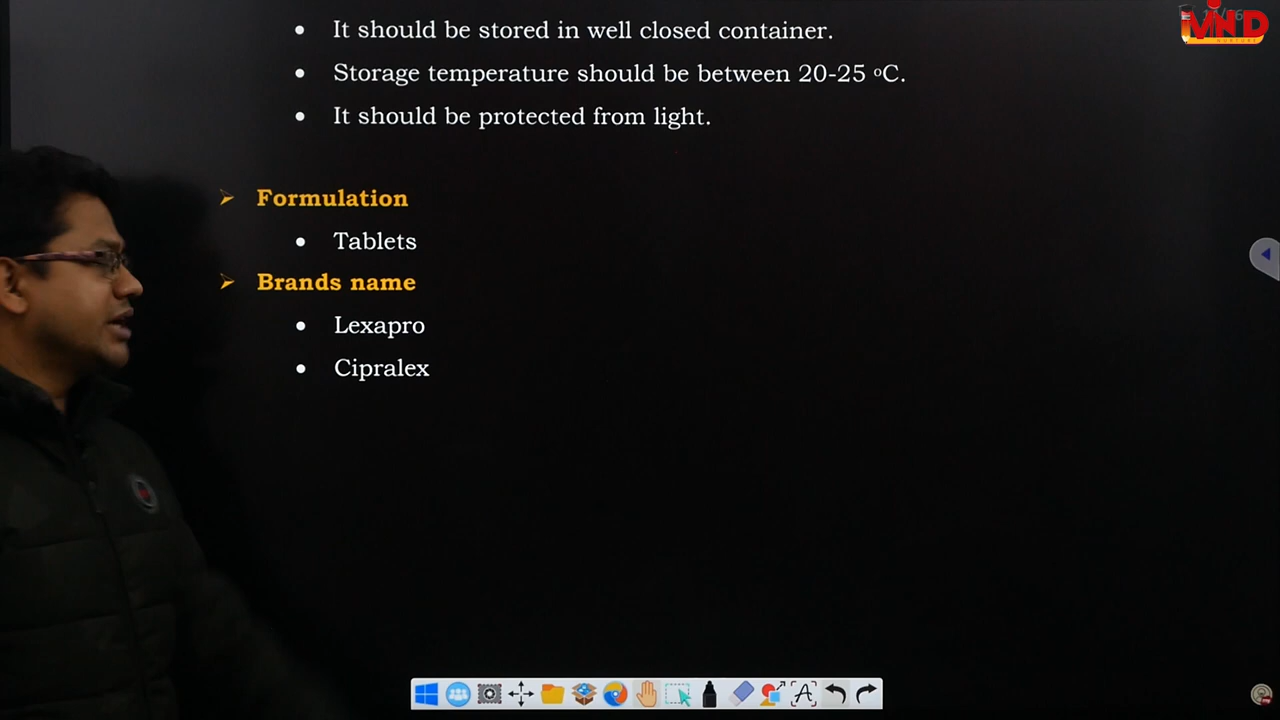 It should be stored in well closed container.
Storage temperature should be between 20-25 °C.
It should be protected from light.
Formulation
Tablets
Brands name
Lexapro
Cipralex